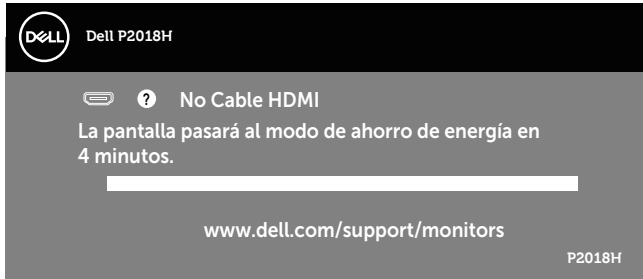 DELL
Dell P2018H
? No Cable HDMI
La pantalla pasará al modo de ahorro de energía en
4 minutos.
www.dell.com/support/monitors
P2018H